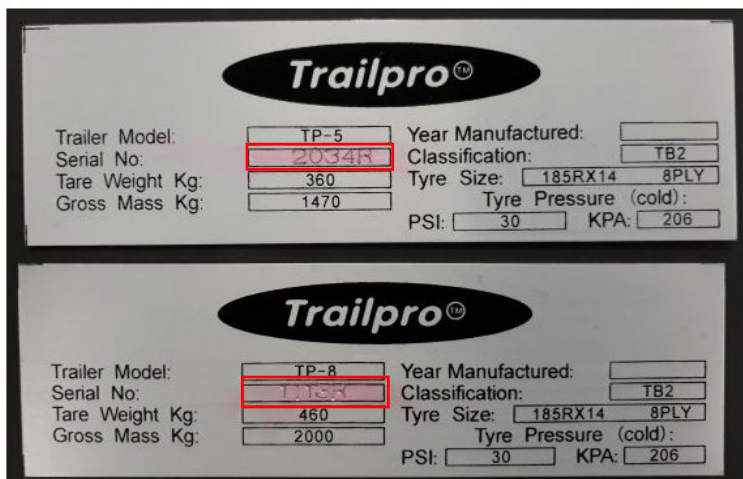 Trailpro™
Trailer Model: TP-5
Serial No: 2034R
Tare Weight Kg: 360
Gross Mass Kg: 1470
Year Manufactured:
Classification: TB2
Tyre Size: 185RX14 8PLY
Tyre Pressure (cold):
PSI: 30 KPA: 206
Trailpro™
Trailer Model: TP-8
Serial No:
Tare Weight Kg: 460
Gross Mass Kg: 2000
Year Manufactured:
Classification: TB2
Tyre Size: 185RX14 8PLY
Tyre Pressure (cold):
PSI: 30 KPA: 206